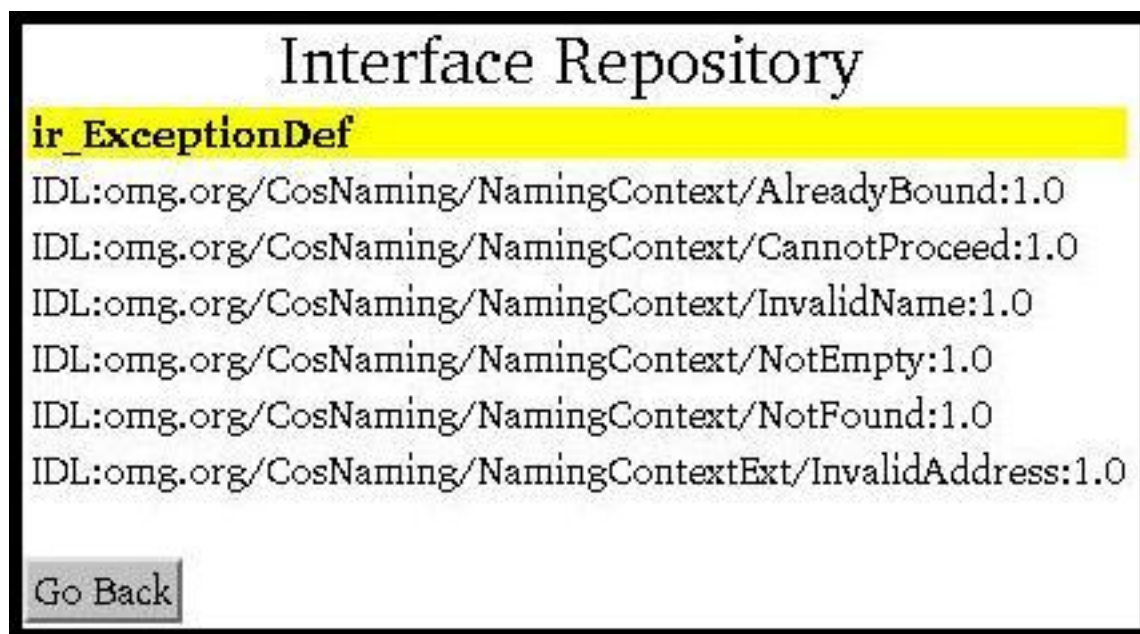 Interface Repository
ir_ExceptionDef
IDL:omg.org/CosNaming/NamingContext/AlreadyBound:1.0
IDL:omg.org/CosNaming/NamingContext/CannotProceed:1.0
IDL:omg.org/CosNaming/NamingContext/InvalidName:1.0
IDL:omg.org/CosNaming/NamingContext/NotEmpty:1.0
IDL:omg.org/CosNaming/NamingContext/NotFound:1.0
IDL:omg.org/CosNaming/NamingContextExt/InvalidAddress:1.0
Go Back